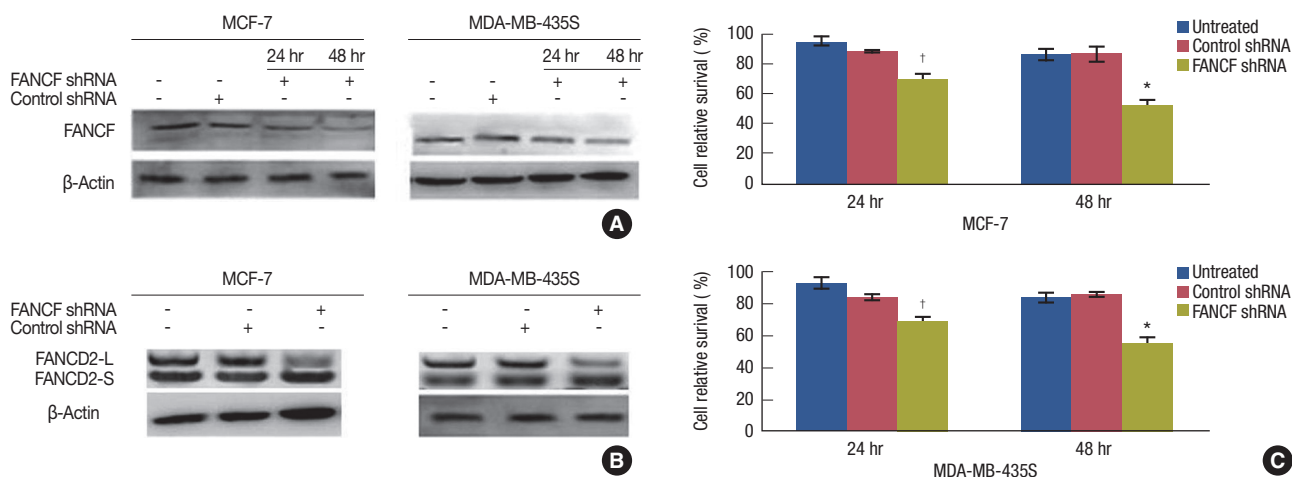 MCF-7
MDA-MB-435S
24 hr 48 hr
24 hr 48 hr
FANCF shRNA - - + + - - + +
Control shRNA - + - - - + - -
FANCF
β-Actin
A
MCF-7
MDA-MB-435S
FANCF shRNA - - + - - +
Control shRNA - + - - + -
FANCD2-L
FANCD2-S
β-Actin
B
Cell relative survival ( %)
100
80
60
40
80
0
†
*
24 hr
48 hr
MCF-7
Untreated
Control shRNA
FANCF shRNA
Cell relative surival ( %)
100
80
60
40
80
0
†
*
24 hr
48 hr
MDA-MB-435S
Untreated
Control shRNA
FANCF shRNA
C